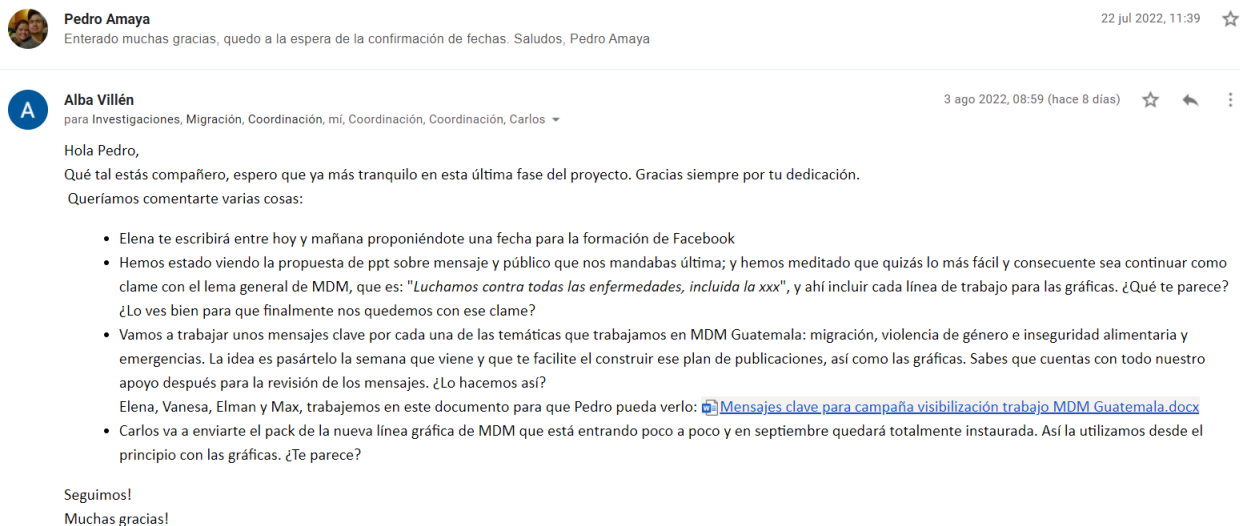 Pedro Amaya
22 jul 2022, 11:39
Enterado muchas gracias, quedo a la espera de la confirmación de fechas. Saludos, Pedro Amaya
A
Alba Villén
3 ago 2022, 08:59 (hace 8 días)
para Investigaciones, Migración, Coordinación, mí, Coordinación, Coordinación, Carlos
Hola Pedro,
Qué tal estás compañero, espero que ya más tranquilo en esta última fase del proyecto. Gracias siempre por tu dedicación.
Queríamos comentarte varias cosas:
• Elena te escribirá entre hoy y mañana proponiéndote una fecha para la formación de Facebook
• Hemos estado viendo la propuesta de ppt sobre mensaje y público que nos mandabas última; y hemos meditado que quizás lo más fácil y consecuente sea continuar como
clame con el lema general de MDM, que es: "Luchamos contra todas las enfermedades, incluida la xxx", y ahí incluir cada línea de trabajo para las gráficas. ¿Qué te parece?
¿Lo ves bien para que finalmente nos quedemos con ese clame?
• Vamos a trabajar unos mensajes clave por cada una de las temáticas que trabajamos en MDM Guatemala: migración, violencia de género e inseguridad alimentaria y
emergencias. La idea es pasártelo la semana que viene y que te facilite el construir ese plan de publicaciones, así como las gráficas. Sabes que cuentas con todo nuestro
apoyo después para la revisión de los mensajes. ¿Lo hacemos así?
Elena, Vanesa, Elman y Max, trabajemos en este documento para que Pedro pueda verlo: Mensajes clave para campaña visibilización trabajo MDM Guatemala.docx
• Carlos va a enviarte el pack de la nueva línea gráfica de MDM que está entrando poco a poco y en septiembre quedará totalmente instaurada. Así la utilizamos desde el
principio con las gráficas. ¿Te parece?
Seguimos!
Muchas gracias!